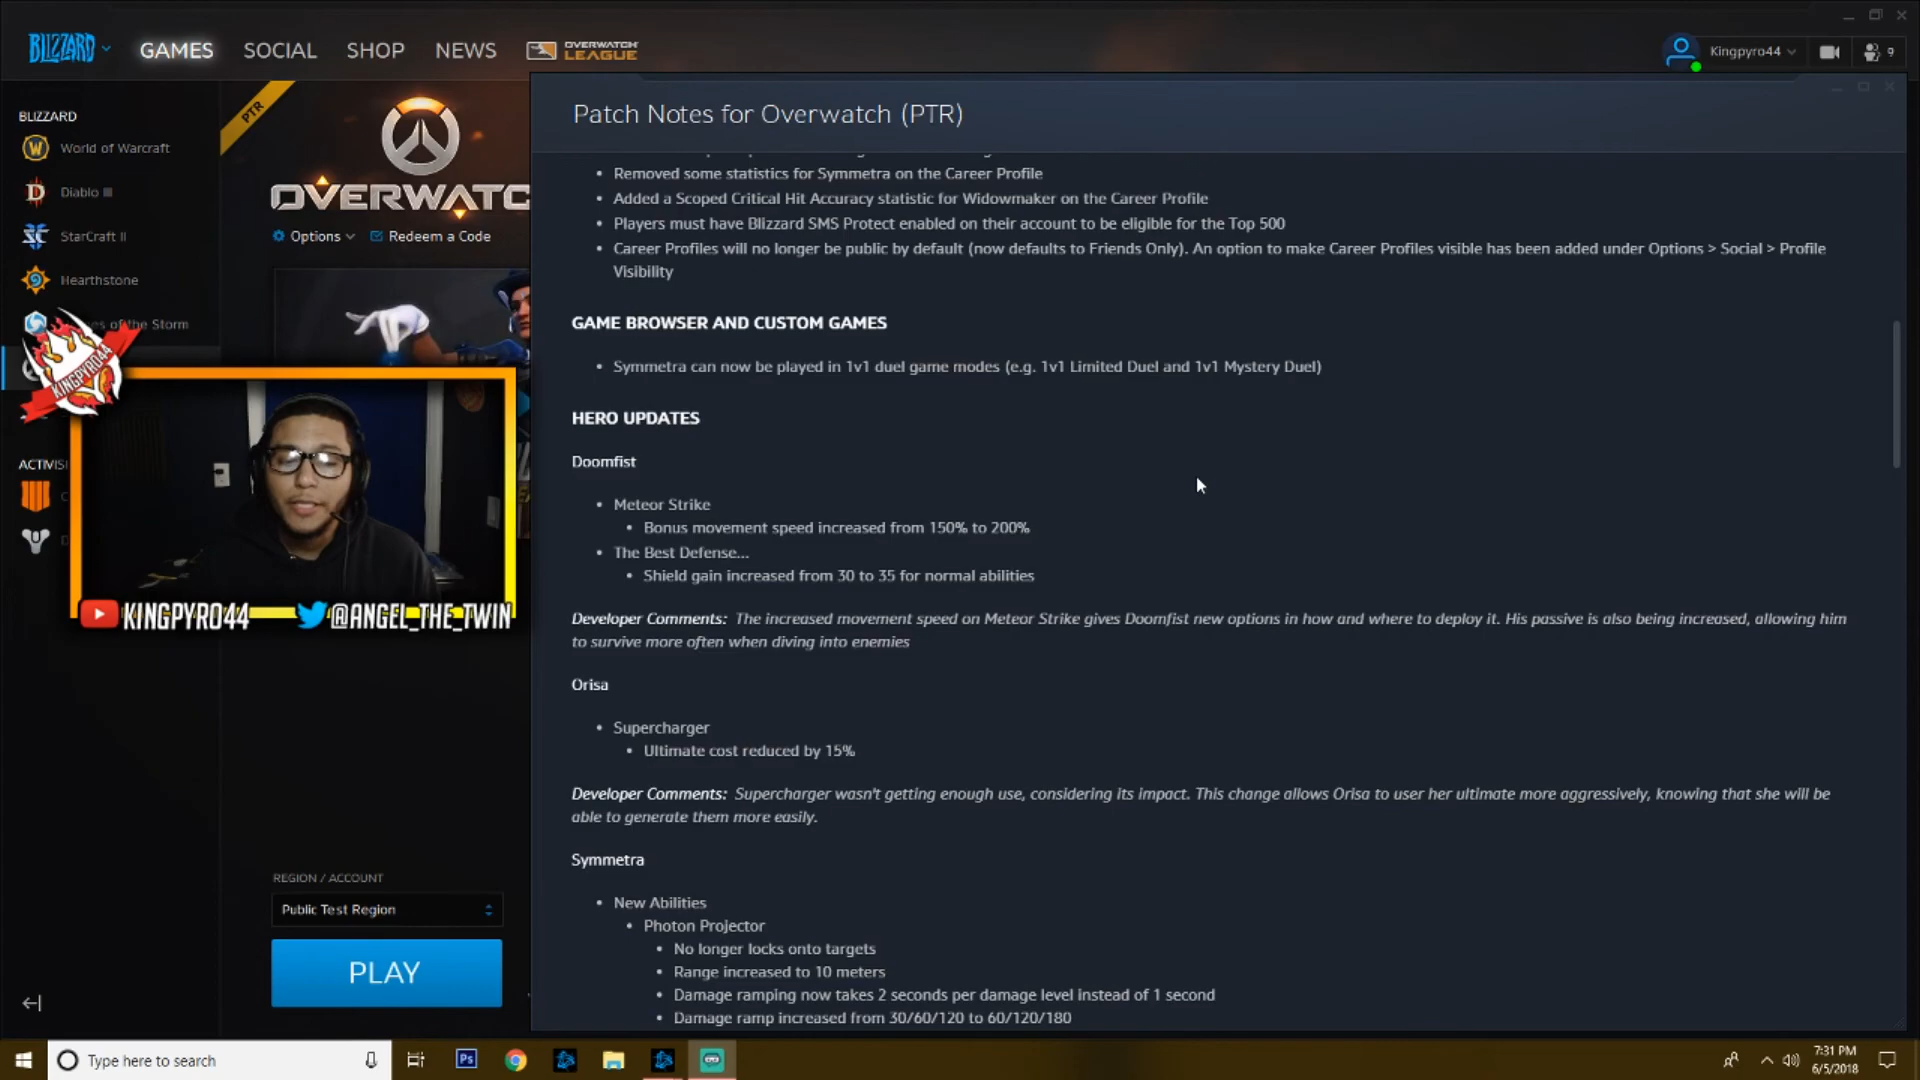 BLIZZARD
GAMES
SOCIAL
SHOP
NEWS
OVERWATCH LEAGUE
Kingpyro44
9
BLIZZARD
World of Warcraft
Diablo III
StarCraft II
Hearthstone
es of the Storm
ACTIVIS
PTR
OVERWATC
Options
Redeem a Code
KINGPYRO44
KINGPYRO44
@ANGEL_THE_TWIN
REGION / ACCOUNT
Public Test Region
PLAY
Patch Notes for Overwatch (PTR)
• Removed some statistics for Symmetra on the Career Profile
• Added a Scoped Critical Hit Accuracy statistic for Widowmaker on the Career Profile
• Players must have Blizzard SMS Protect enabled on their account to be eligible for the Top 500
• Career Profiles will no longer be public by default (now defaults to Friends Only). An option to make Career Profiles visible has been added under Options > Social > Profile
Visibility
GAME BROWSER AND CUSTOM GAMES
• Symmetra can now be played in 1v1 duel game modes (e.g. 1v1 Limited Duel and 1v1 Mystery Duel)
HERO UPDATES
Doomfist
• Meteor Strike
• Bonus movement speed increased from 150% to 200%
• The Best Defense...
• Shield gain increased from 30 to 35 for normal abilities
Developer Comments: The increased movement speed on Meteor Strike gives Doomfist new options in how and where to deploy it. His passive is also being increased, allowing him
to survive more often when diving into enemies
Orisa
• Supercharger
• Ultimate cost reduced by 15%
Developer Comments: Supercharger wasn't getting enough use, considering its impact. This change allows Orisa to user her ultimate more aggressively, knowing that she will be
able to generate them more easily.
Symmetra
• New Abilities
• Photon Projector
• No longer locks onto targets
• Range increased to 10 meters
• Damage ramping now takes 2 seconds per damage level instead of 1 second
• Damage ramp increased from 30/60/120 to 60/120/180
Type here to search
Ps
7:31 PM
6/5/2018